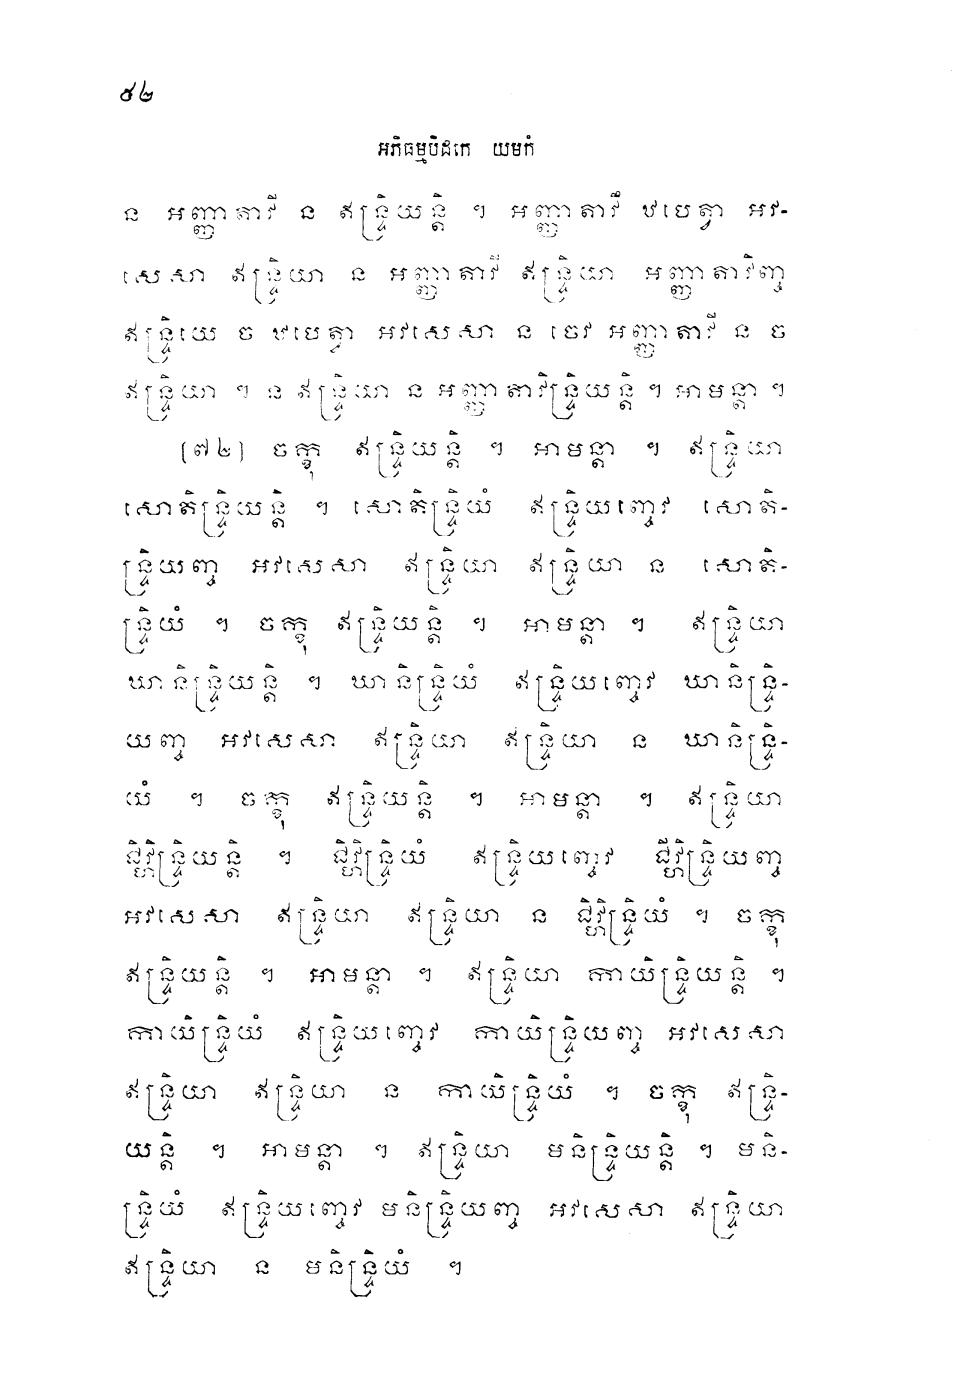 ៩២
អភិធម្មបិដកេ យមកំ
ន អញ្ញាតាវី ន ឥន្ទ្រិយន្តិ ។ អញ្ញាតាវឹ ឋបេត្វា អវ-
សេសា ឥន្ទ្រិយា ន អញ្ញាតាវី ឥន្ទ្រិយា អញ្ញាតាវិញ្ច
ឥន្ទ្រិយេ ច ឋបេត្វា អវសេសា ន ចេវ អញ្ញាតាវី ន ច
ឥន្ទ្រិយា ។ ន ឥន្ទ្រិយា ន អញ្ញាតាវិន្ទ្រិយន្តិ ។ អាមន្តា ។
[៧២] ចក្ខុ ឥន្ទ្រិយន្តិ ។ អាមន្តា ។ ឥន្ទ្រិយា
សោតិន្ទ្រិយន្តិ ។ សោតិន្ទ្រិយំ ឥន្ទ្រិយញ្ចេវ សោតិ-
ន្ទ្រិយញ្ច អវសេសា ឥន្ទ្រិយា ឥន្ទ្រិយា ន សោតិ-
ន្ទ្រិយំ ។ ចក្ខុ ឥន្ទ្រិយន្តិ ។ អាមន្តា ។ ឥន្ទ្រិយា
ឃានិន្ទ្រិយន្តិ ។ ឃានិន្ទ្រិយំ ឥន្ទ្រិយញ្ចេវ ឃានិន្ទ្រិ-
យញ្ច អវសេសា ឥន្ទ្រិយា ឥន្ទ្រិយា ន ឃានិន្ទ្រិ-
យំ ។ ចក្ខុ ឥន្ទ្រិយន្តិ ។ អាមន្តា ។ ឥន្ទ្រិយា
ជិវ្ហិន្ទ្រិយន្តិ ។ ជិវ្ហិន្ទ្រិយំ ឥន្ទ្រិយញ្ចេវ ជីវ្ហិន្ទ្រិយញ្ច
អវសេសា ឥន្ទ្រិយា ឥន្ទ្រិយា ន ជិវ្ហិន្ទ្រិយំ ។ ចក្ខុ
ឥន្ទ្រិយន្តិ ។ អាមន្តា ។ ឥន្ទ្រិយា កាយិន្ទ្រិយន្តិ ។
កាយិន្ទ្រិយំ ឥន្ទ្រិយញ្ចេវ កាយិន្ទ្រិយញ្ច អវសេសា
ឥន្ទ្រិយា ឥន្ទ្រិយា ន កាយិន្ទ្រិយំ ។ ចក្ខុ ឥន្ទ្រិ-
យន្តិ ។ អាមន្តា ។ ឥន្ទ្រិយា មនិន្ទ្រិយន្តិ ។ មនិ-
ន្ទ្រិយំ ឥន្ទ្រិយញ្ចេវ មនិន្ទ្រិយញ្ច អវសេសា ឥន្ទ្រិយា
ឥន្ទ្រិយា ន មនិន្ទ្រិយំ ។